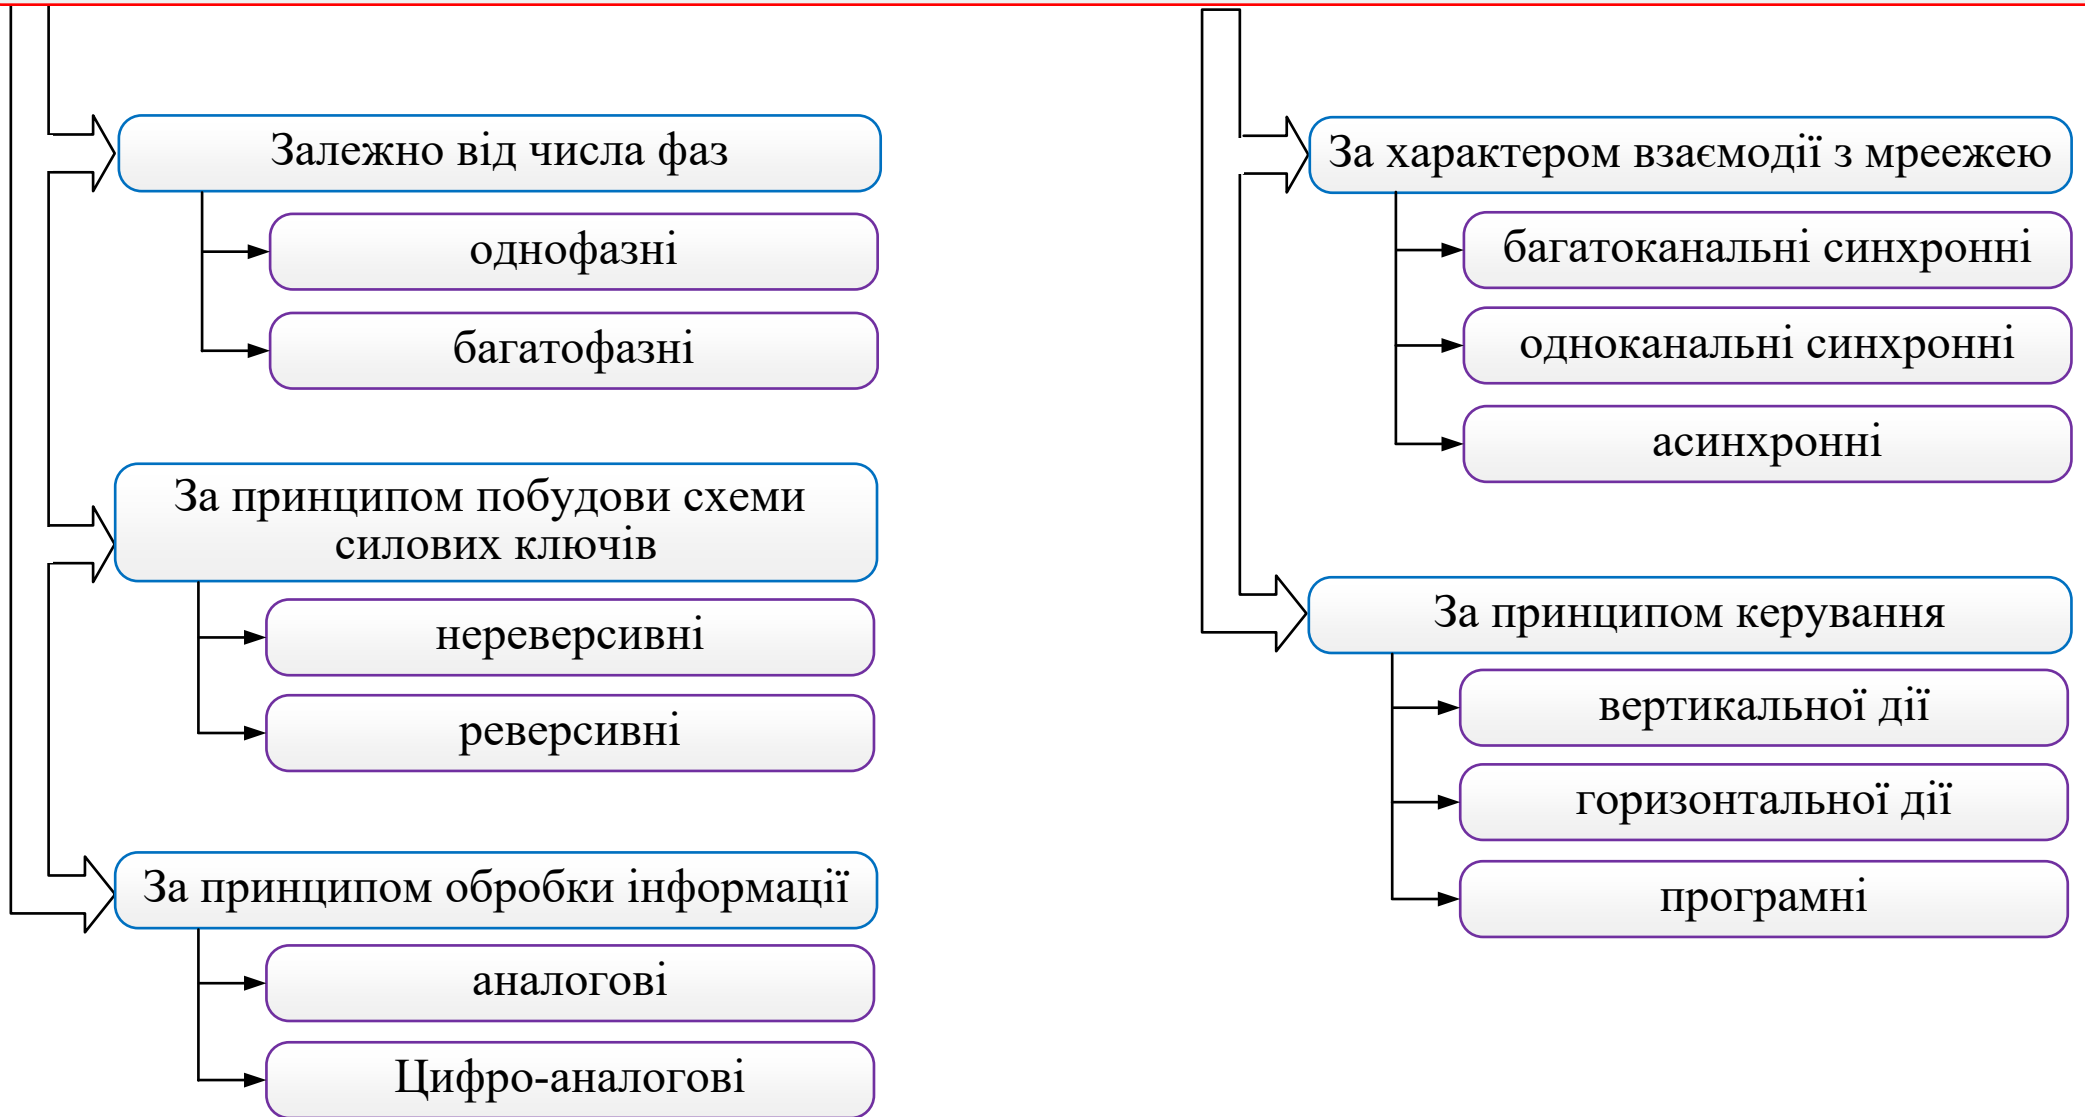 Залежно від числа фаз
однофазні
багатофазні
За принципом побудови схеми
силових ключів
нереверсивні
реверсивні
За принципом обробки інформації
аналогові
Цифро-аналогові
За характером взаємодії з мреежею
багатоканальні синхронні
одноканальні синхронні
асинхронні
За принципом керування
вертикальної дії
горизонтальної дії
програмні